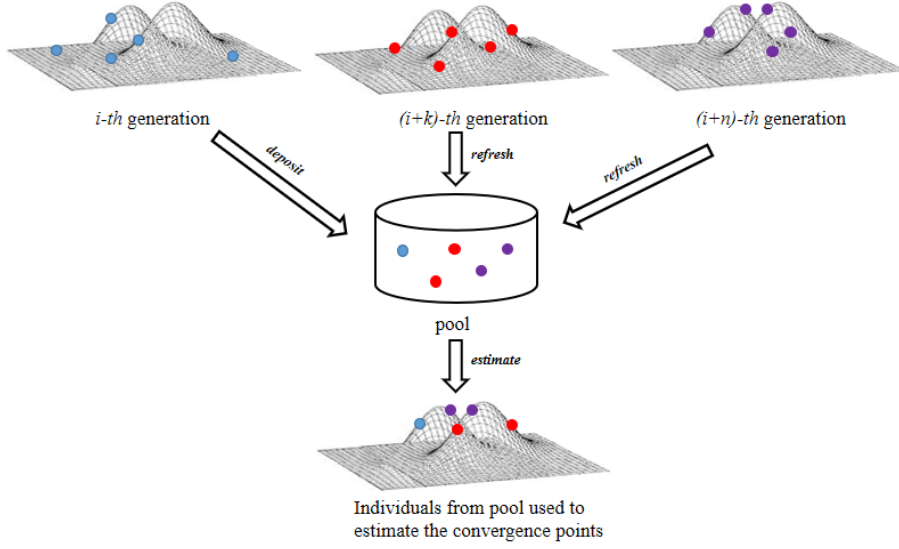 i-th generation
(i+k)-th generation
(i+n)-th generation
deposit
refresh
refresh
pool
estimate
Individuals from pool used to
estimate the convergence points